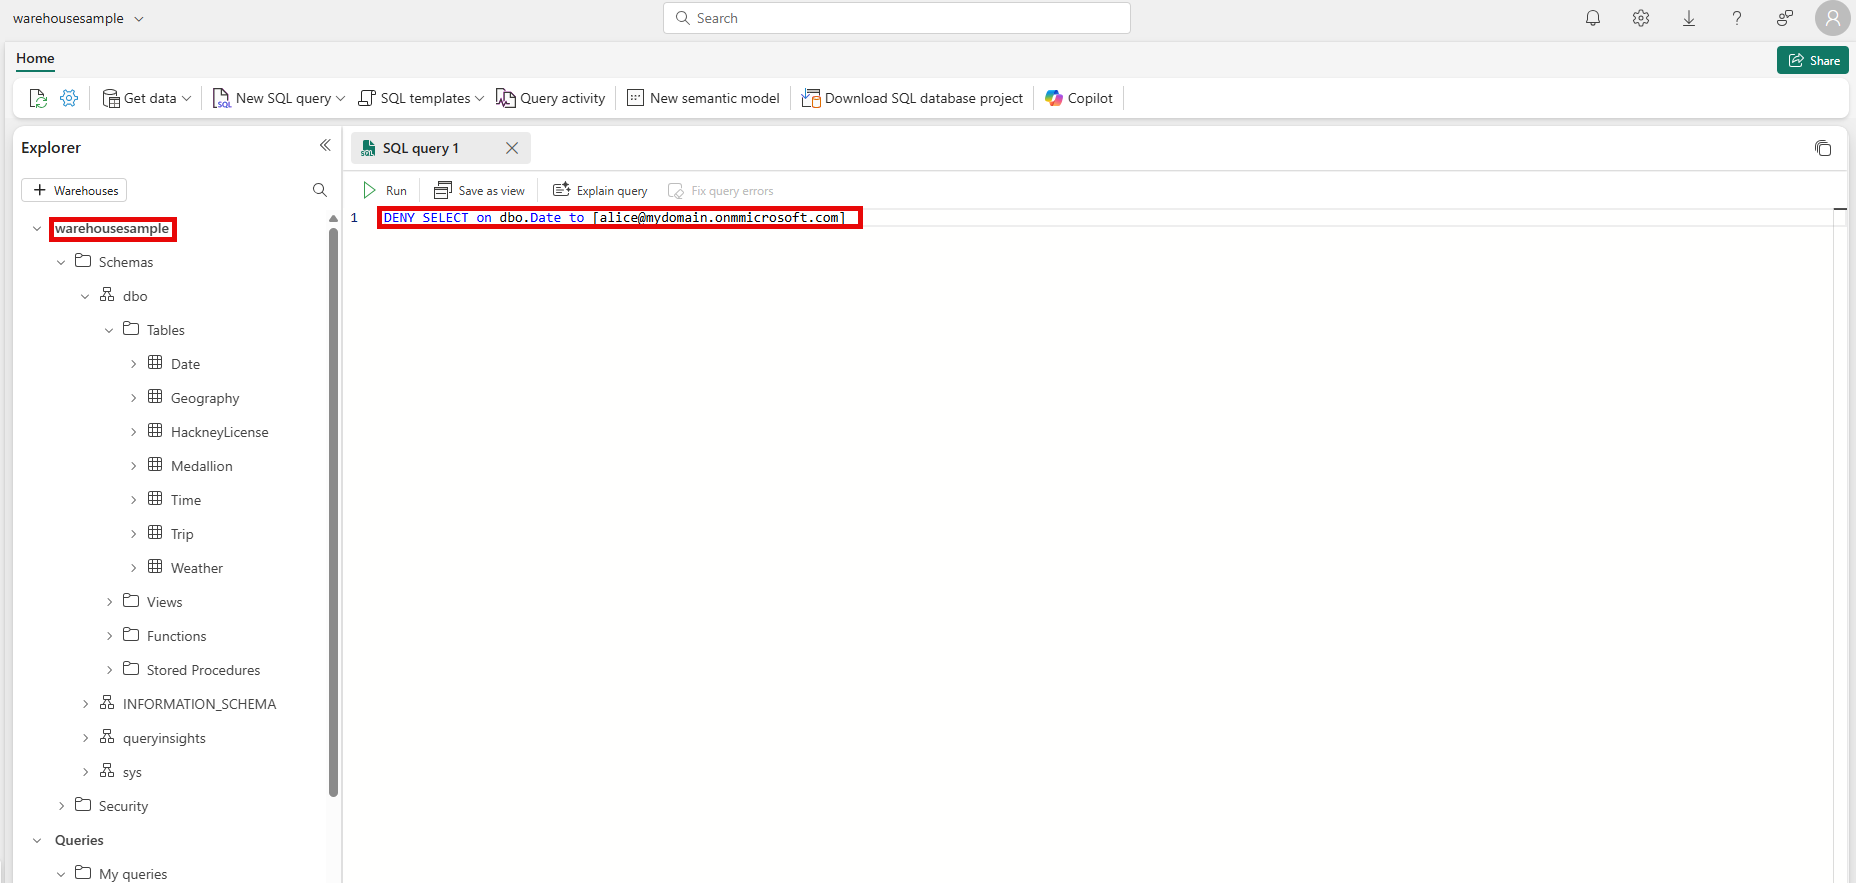 warehousesample
Search
Home
Share
Get data
New SQL query
SQL templates
Query activity
New semantic model
Download SQL database project
Copilot
Explorer
SQL query 1
Warehouses
Run
Save as view
Explain query
Fix query errors
1 DENY SELECT on dbo.Date to [alice@mydomain.onmmicrosoft.com]
warehousesample
Schemas
dbo
Tables
Date
Geography
HackneyLicense
Medallion
Time
Trip
Weather
Views
Functions
Stored Procedures
INFORMATION_SCHEMA
queryinsights
sys
Security
Queries
My queries